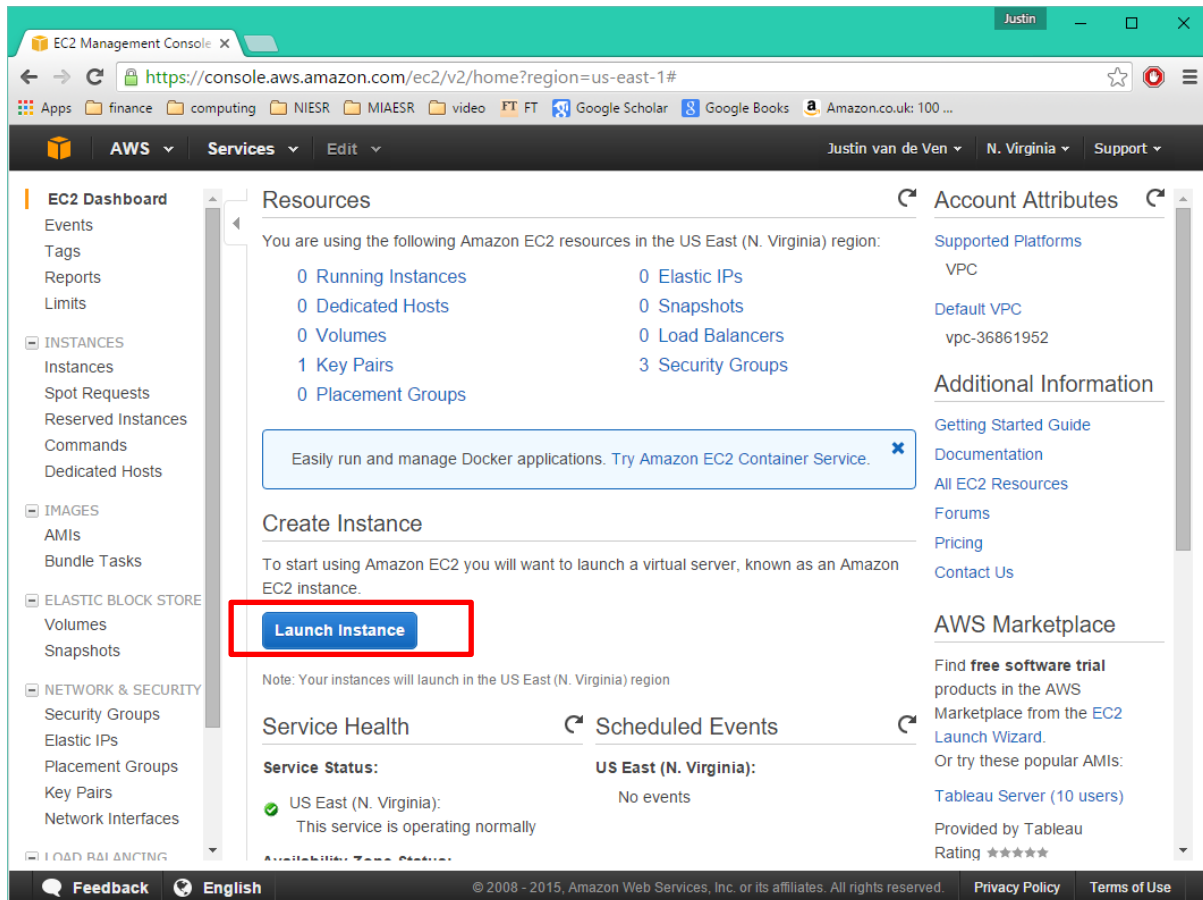 Justin
EC2 Management Console
https://console.aws.amazon.com/ec2/v2/home?region=us-east-1#
Apps finance computing NIESR MIAESR video FT FT Google Scholar Google Books Amazon.co.uk: 100 ...
AWS Services Edit Justin van de Ven N. Virginia Support
EC2 Dashboard
Events
Tags
Reports
Limits
INSTANCES
Instances
Spot Requests
Reserved Instances
Commands
Dedicated Hosts
IMAGES
AMIs
Bundle Tasks
ELASTIC BLOCK STORE
Volumes
Snapshots
NETWORK & SECURITY
Security Groups
Elastic IPs
Placement Groups
Key Pairs
Network Interfaces
LOAD BALANCING
Resources
You are using the following Amazon EC2 resources in the US East (N. Virginia) region:
0 Running Instances 0 Elastic IPs
0 Dedicated Hosts 0 Snapshots
0 Volumes 0 Load Balancers
1 Key Pairs 3 Security Groups
0 Placement Groups
Easily run and manage Docker applications. Try Amazon EC2 Container Service.
Create Instance
To start using Amazon EC2 you will want to launch a virtual server, known as an Amazon
EC2 instance.
Launch Instance
Note: Your instances will launch in the US East (N. Virginia) region
Service Health
Service Status:
US East (N. Virginia):
This service is operating normally
Availability Zone Status:
Scheduled Events
US East (N. Virginia):
No events
Account Attributes
Supported Platforms
VPC
Default VPC
vpc-36861952
Additional Information
Getting Started Guide
Documentation
All EC2 Resources
Forums
Pricing
Contact Us
AWS Marketplace
Find free software trial
products in the AWS
Marketplace from the EC2
Launch Wizard.
Or try these popular AMIs:
Tableau Server (10 users)
Provided by Tableau
Rating
Feedback English © 2008 - 2015, Amazon Web Services, Inc. or its affiliates. All rights reserved. Privacy Policy Terms of Use